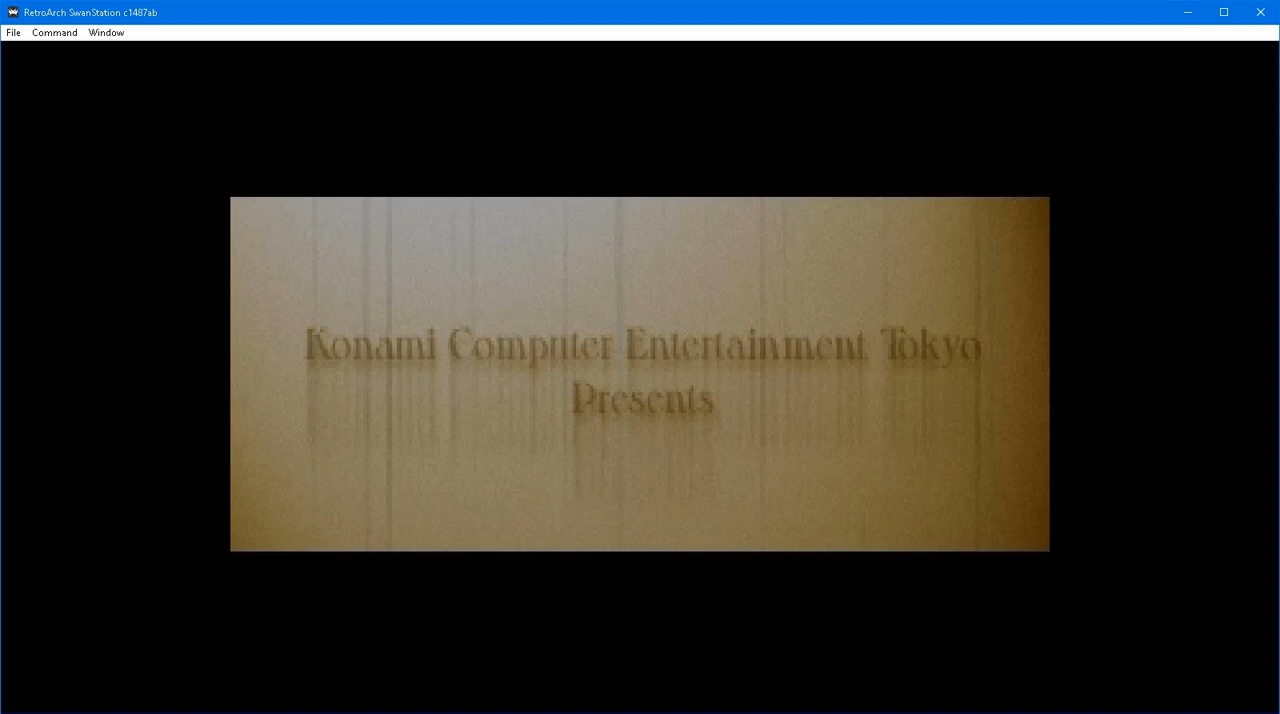 RetroArch SwanStation c1487ab
File Command Window
Konami Computer Entertainment Tokyo
Presents